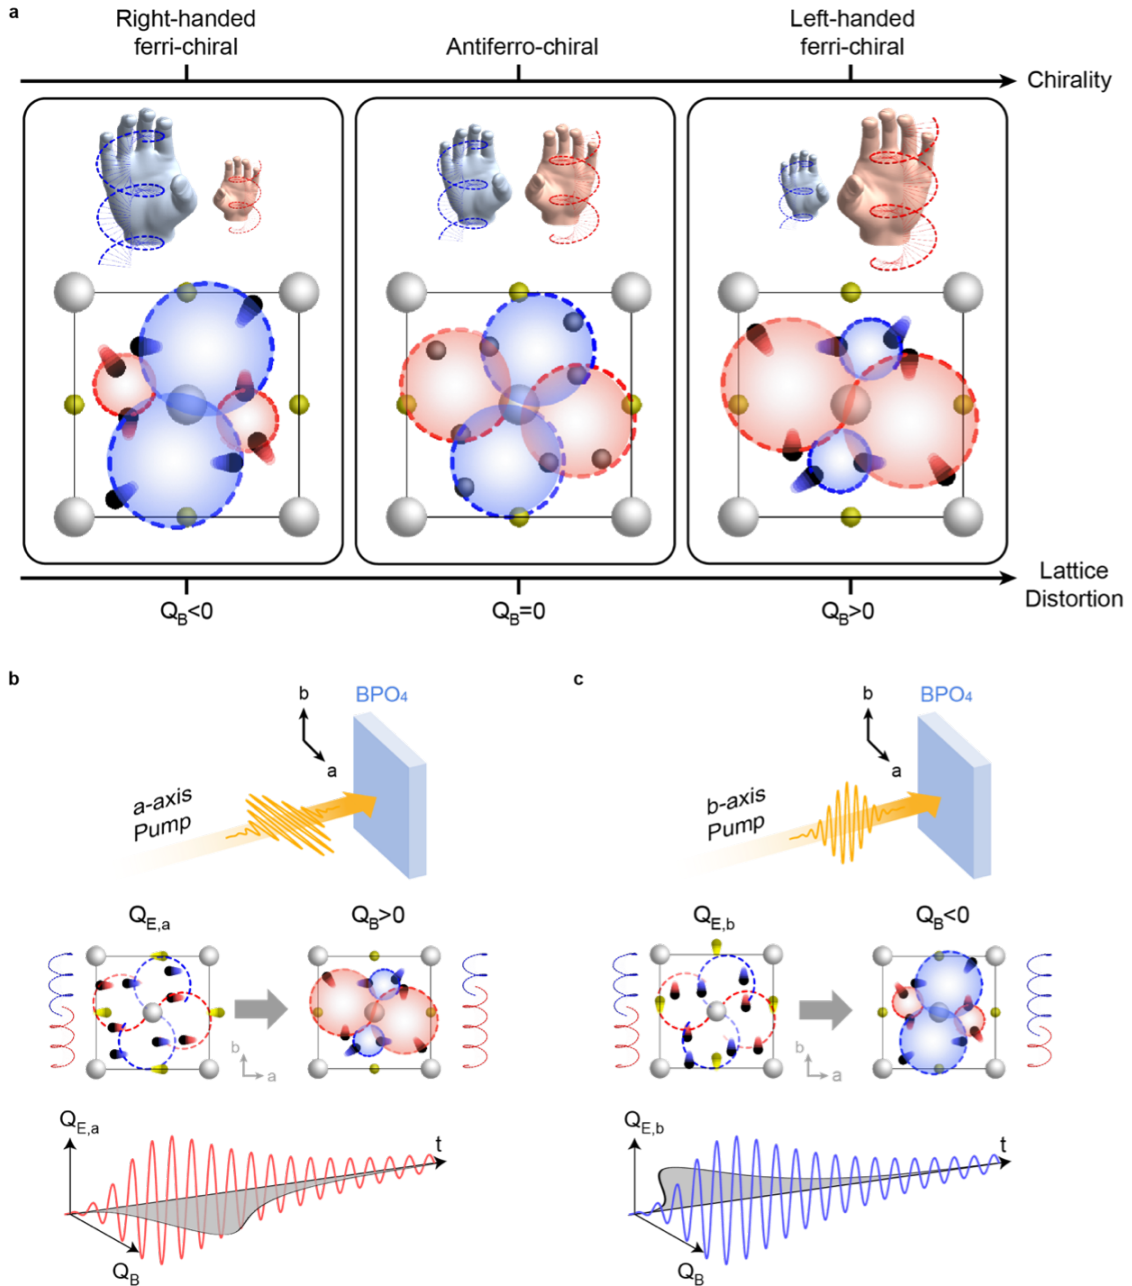 a
Right-handed
ferri-chiral
Antiferro-chiral
Left-handed
ferri-chiral
Chirality
Lattice
Distortion
Q_B<0
Q_B=0
Q_B>0
b
b
a
BPO₄
a-axis
Pump
Q_E,a
Q_B>0
b
a
Q_E,a
t
Q_B
c
b
a
BPO₄
b-axis
Pump
Q_E,b
Q_B<0
b
a
Q_E,b
t
Q_B